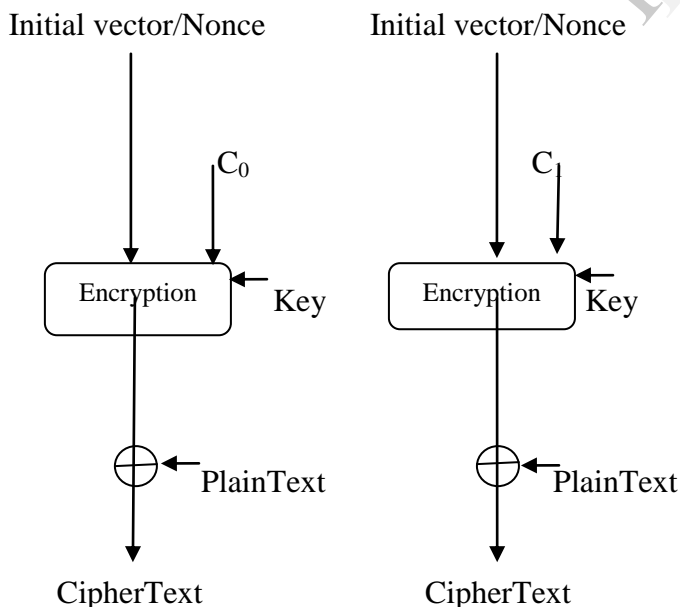 Initial vector/Nonce Initial vector/Nonce
C₀ C₁
Encryption Encryption
Key Key
PlainText PlainText
CipherText CipherText